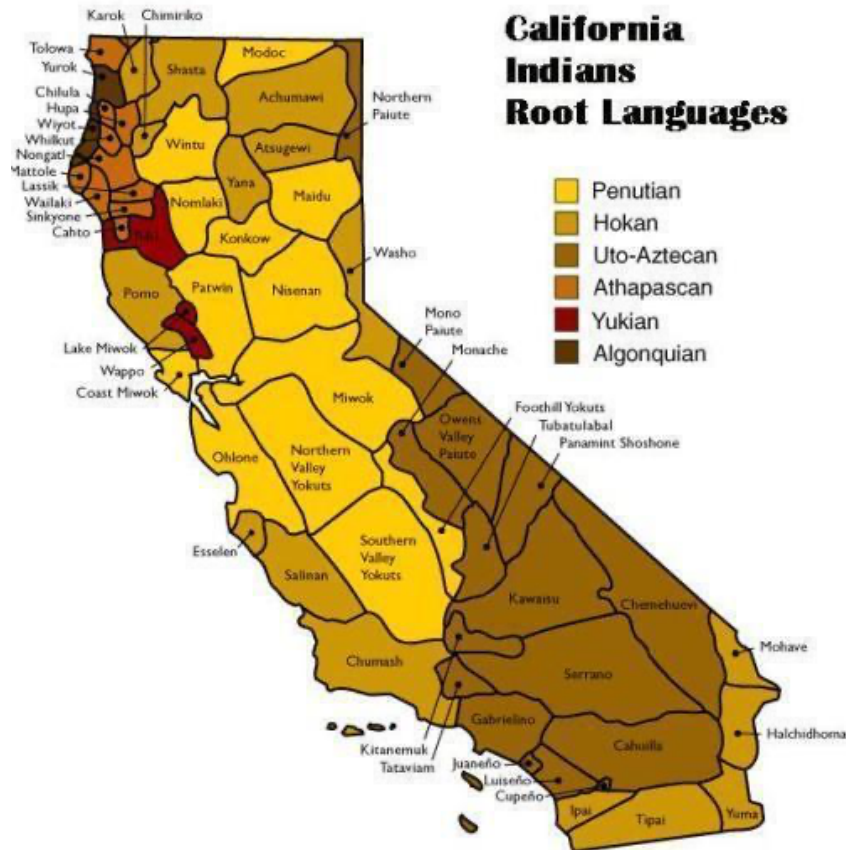 California
Indians
Root Languages
Penutian
Hokan
Uto-Aztecan
Athapascan
Yukian
Algonquian
Karok
Chimiriko
Tolowa
Yurok
Chilula
Hupa
Wiyot
Whilkut
Nongatl
Mattole
Lassik
Wailaki
Sinkyone
Cahto
Shasta
Modoc
Achumawi
Northern
Paiute
Wintu
Atsugewi
Yana
Maidu
Nomlaki
Konkow
Yuki
Washo
Pomo
Patwin
Nisenan
Lake Miwok
Wappo
Coast Miwok
Mono
Paiute
Monache
Miwok
Foothill Yokuts
Tubatulabal
Panamint Shoshone
Owens
Valley
Paiute
Ohlone
Northern
Valley
Yokuts
Esselen
Southern
Valley
Yokuts
Salinan
Kawaisu
Chemehuevi
Mohave
Chumash
Serrano
Gabrielino
Halchidhoma
Kitanemuk
Tataviam
Cahuilla
Juaneño
Luiseño
Cupeño
Ipai
Tipai
Yuma